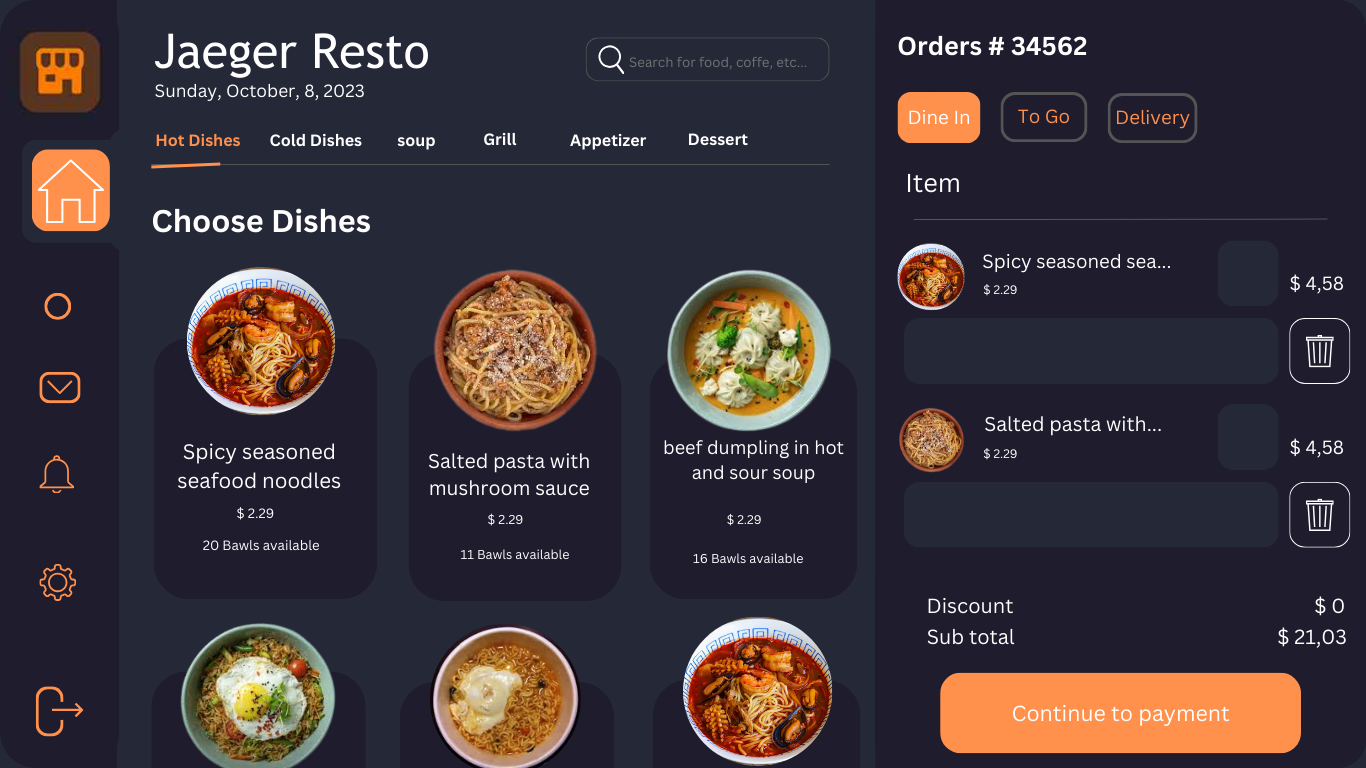 Jaeger Resto
Sunday, October, 8, 2023
Search for food, coffe, etc...
Hot Dishes
Cold Dishes
soup
Grill
Appetizer
Dessert
Choose Dishes
Spicy seasoned
seafood noodles
$ 2.29
20 Bawls available
Salted pasta with
mushroom sauce
$ 2.29
11 Bawls available
beef dumpling in hot
and sour soup
$ 2.29
16 Bawls available
Orders # 34562
Dine In
To Go
Delivery
Item
Spicy seasoned sea...
$ 2.29
$ 4,58
Salted pasta with...
$ 2.29
$ 4,58
Discount
$ 0
Sub total
$ 21,03
Continue to payment